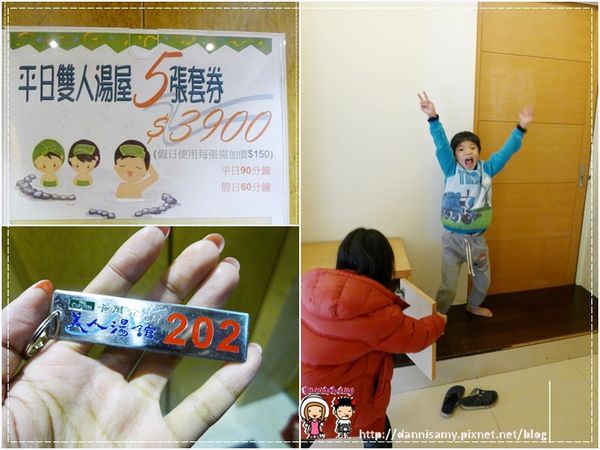 平日雙人湯屋5張套券
$3900
(假日使用每張需加價$150)
平日90分鐘
假日60分鐘
美人湯館 202
http://dannisamy.pixnet.net/blog